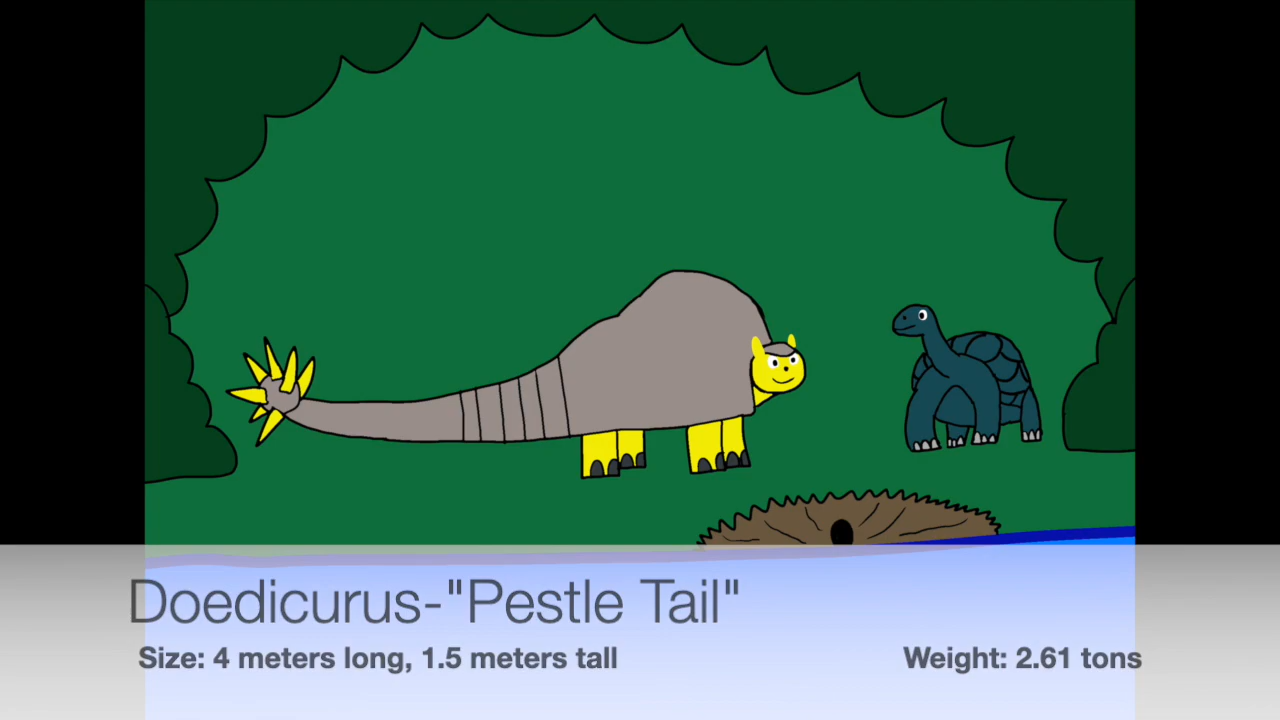 Doedicurus-"Pestle Tail"
Size: 4 meters long, 1.5 meters tall
Weight: 2.61 tons